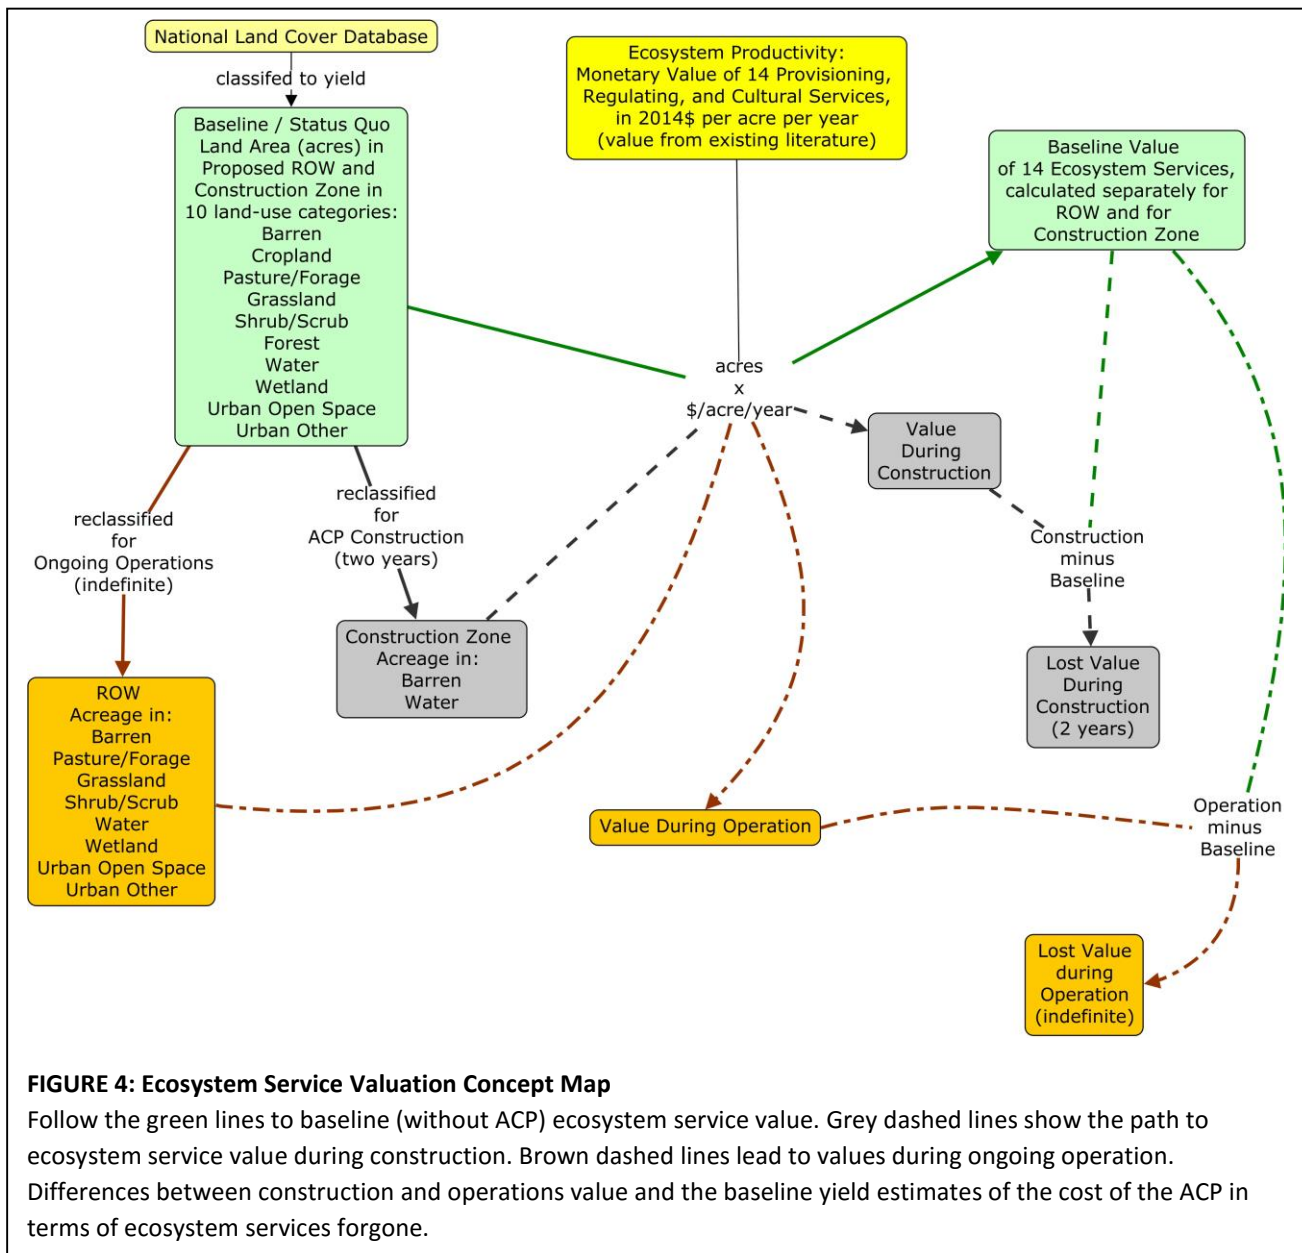 National Land Cover Database
classifed to yield
Baseline / Status Quo
Land Area (acres) in
Proposed ROW and
Construction Zone in
10 land-use categories:
Barren
Cropland
Pasture/Forage
Grassland
Shrub/Scrub
Forest
Water
Wetland
Urban Open Space
Urban Other
Ecosystem Productivity:
Monetary Value of 14 Provisioning,
Regulating, and Cultural Services,
in 2014$ per acre per year
(value from existing literature)
Baseline Value
of 14 Ecosystem Services,
calculated separately for
ROW and for
Construction Zone
acres
x
$/acre/year
Value
During
Construction
reclassified
for
Ongoing Operations
(indefinite)
reclassified
for
ACP Construction
(two years)
Construction
minus
Baseline
Construction Zone
Acreage in:
Barren
Water
Lost Value
During
Construction
(2 years)
ROW
Acreage in:
Barren
Pasture/Forage
Grassland
Shrub/Scrub
Water
Wetland
Urban Open Space
Urban Other
Value During Operation
Operation
minus
Baseline
Lost Value
during
Operation
(indefinite)
FIGURE 4: Ecosystem Service Valuation Concept Map
Follow the green lines to baseline (without ACP) ecosystem service value. Grey dashed lines show the path to
ecosystem service value during construction. Brown dashed lines lead to values during ongoing operation.
Differences between construction and operations value and the baseline yield estimates of the cost of the ACP in
terms of ecosystem services forgone.